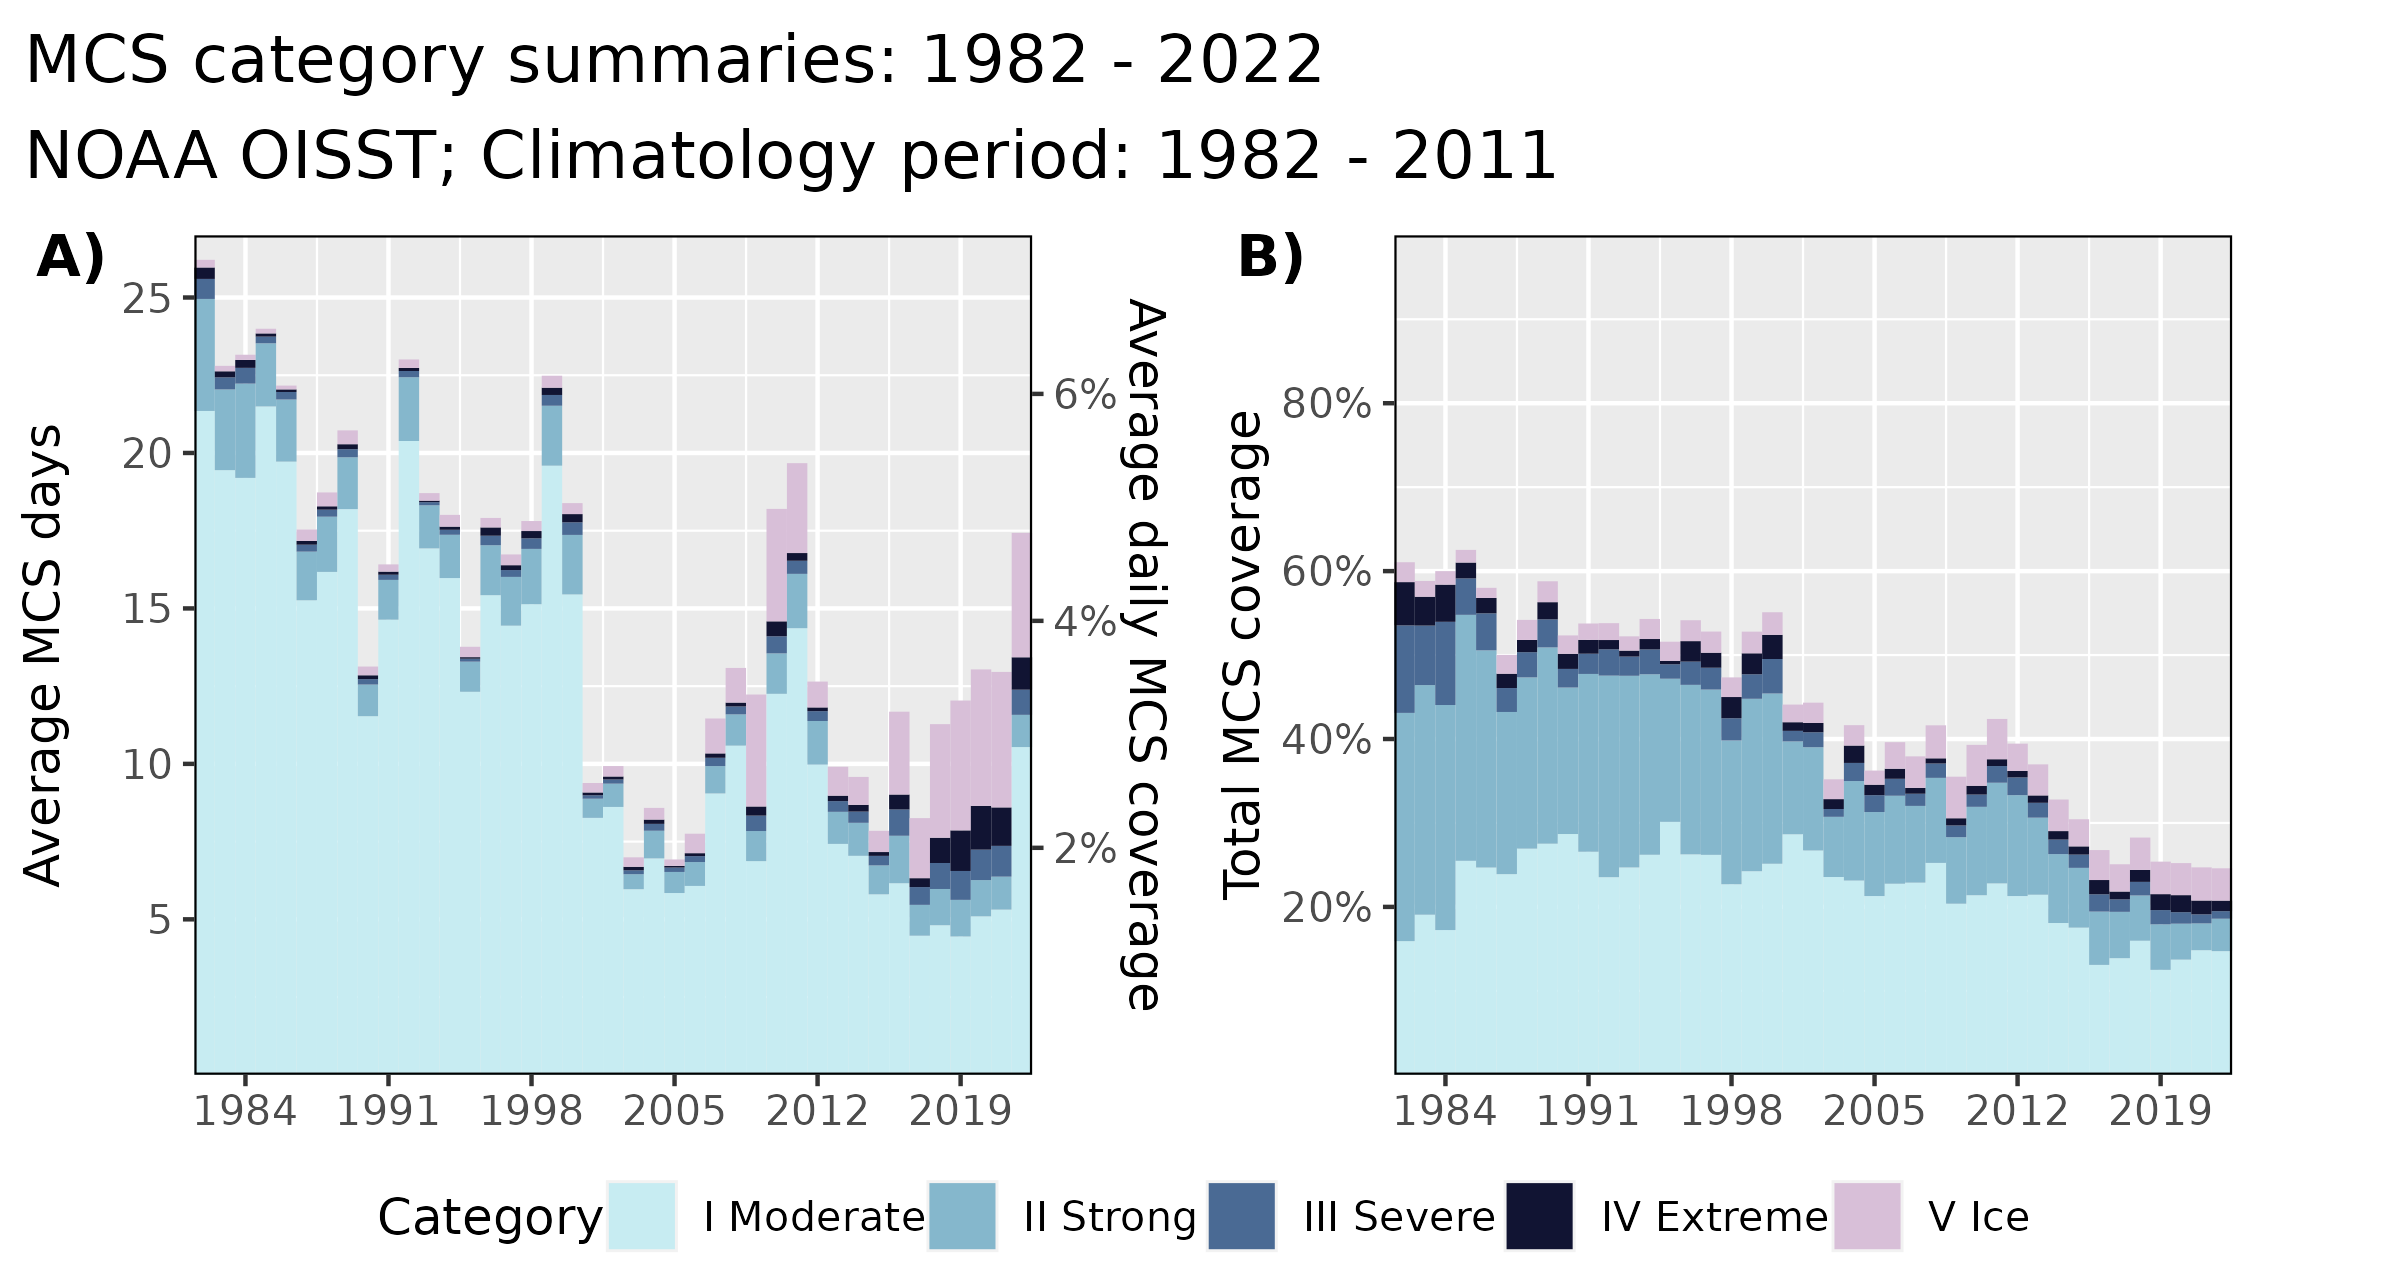 MCS category summaries: 1982 - 2022
NOAA OISST; Climatology period: 1982 - 2011
A)
Average MCS days
25
20
15
10
5
6%
4%
2%
Average daily MCS coverage
1984 1991 1998 2005 2012 2019
B)
Total MCS coverage
80%
60%
40%
20%
1984 1991 1998 2005 2012 2019
Category I Moderate II Strong III Severe IV Extreme V Ice